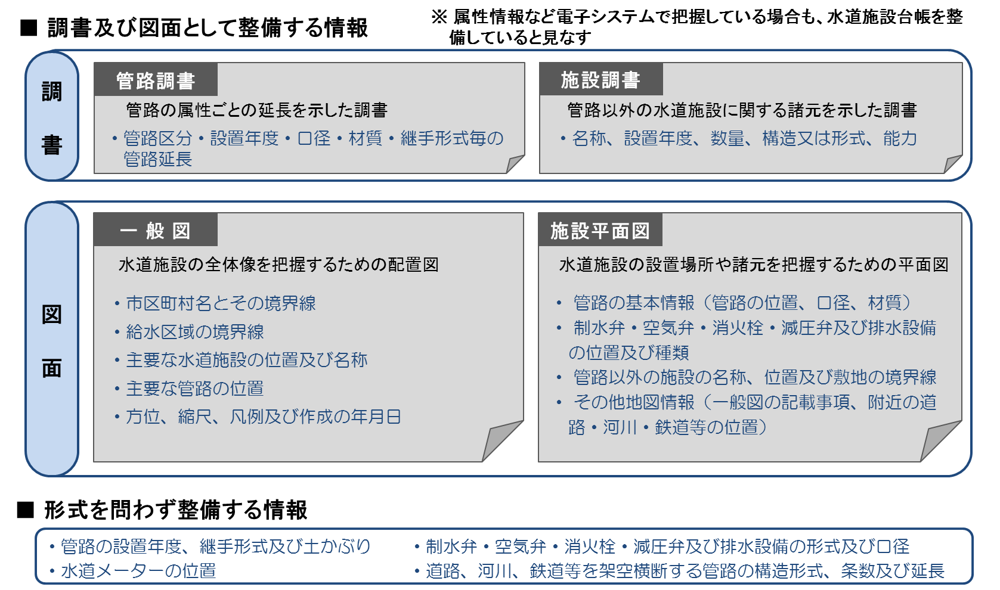 ■ 調書及び図面として整備する情報
※ 属性情報など電子システムで把握している場合も、水道施設台帳を整
備していると見なす
調
書
管路調書
管路の属性ごとの延長を示した調書
・管路区分・設置年度・口径・材質・継手形式毎の
管路延長
施設調書
管路以外の水道施設に関する諸元を示した調書
・名称、設置年度、数量、構造又は形式、能力
図
面
一 般 図
水道施設の全体像を把握するための配置図
・市区町村名とその境界線
・給水区域の境界線
・主要な水道施設の位置及び名称
・主要な管路の位置
・方位、縮尺、凡例及び作成の年月日
施設平面図
水道施設の設置場所や諸元を把握するための平面図
・ 管路の基本情報（管路の位置、口径、材質）
・ 制水弁・空気弁・消火栓・減圧弁及び排水設備
の位置及び種類
・ 管路以外の施設の名称、位置及び敷地の境界線
・ その他地図情報（一般図の記載事項、附近の道
路・河川・鉄道等の位置）
■ 形式を問わず整備する情報
・管路の設置年度、継手形式及び土かぶり
・水道メーターの位置
・制水弁・空気弁・消火栓・減圧弁及び排水設備の形式及び口径
・道路、河川、鉄道等を架空横断する管路の構造形式、条数及び延長